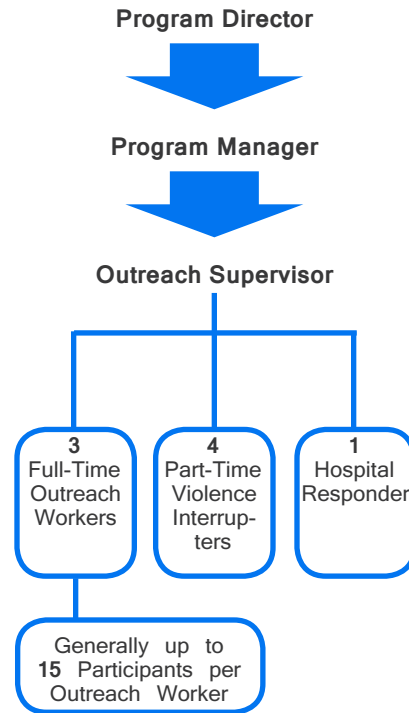 Program Director
Program Manager
Outreach Supervisor
3
Full-Time
Outreach
Workers
4
Part-Time
Violence
Interrup-
ters
1
Hospital
Responder
Generally up to
15 Participants per
Outreach Worker